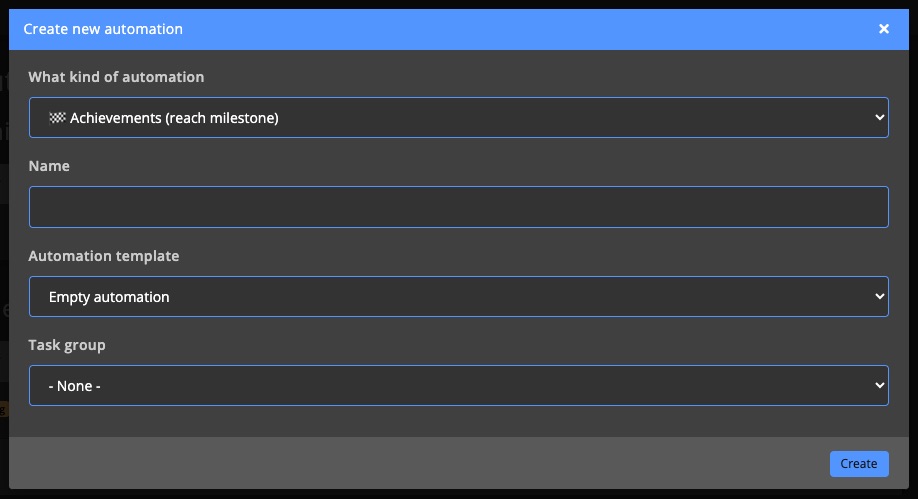 Create new automation
What kind of automation
🏁 Achievements (reach milestone)
Name
Automation template
Empty automation
Task group
- None -
Create